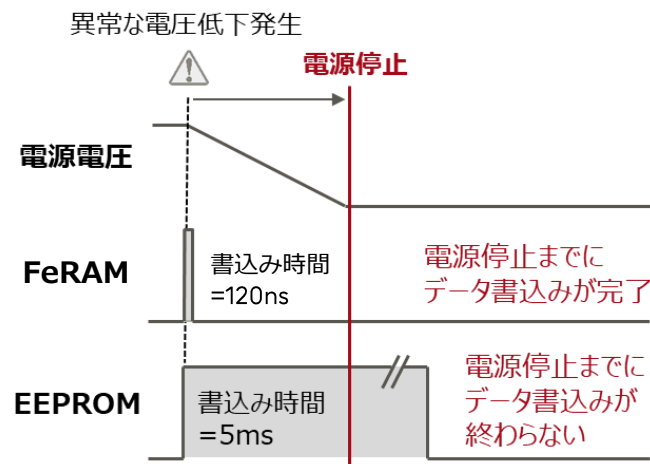 異常な電圧低下発生
電源停止
電源電圧
FeRAM
書込み時間
=120ns
電源停止までに
データ書込みが完了
EEPROM
書込み時間
=5ms
電源停止までに
データ書込みが
終わらない